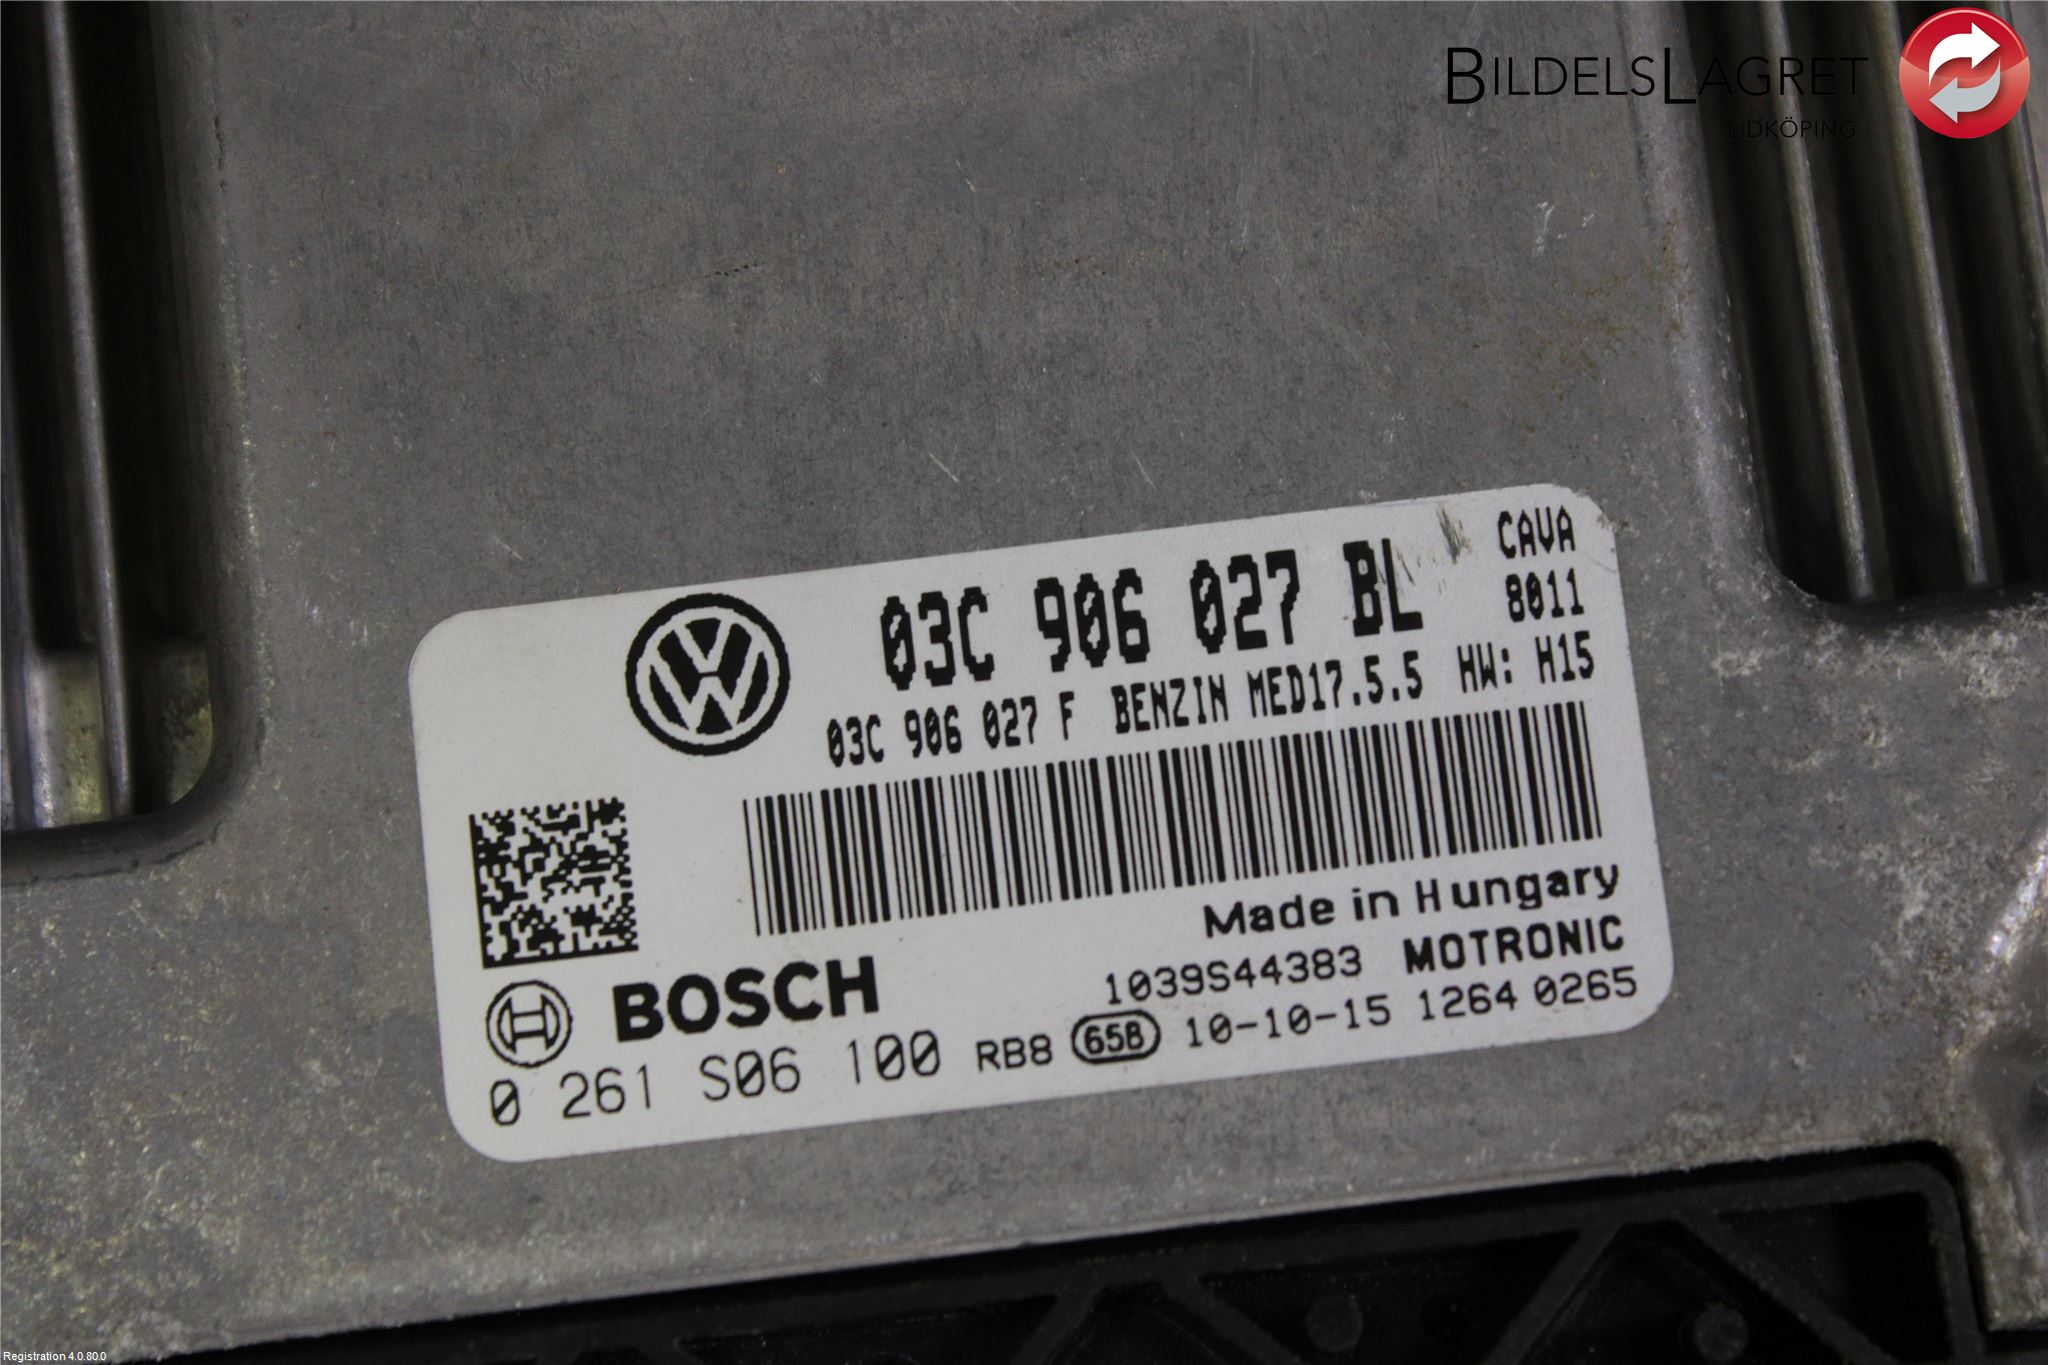 BILDELSLAGRET
LIDKÖPING
CAVA
03C 906 027 BL
8011
03C 906 027 F BENZIN MED17.5.5 HW: H15
Made in Hungary
BOSCH
1039S44383 MOTRONIC
0 261 S06 100 RB8 65B 10-10-15 1264 0265
Registration 4.0.80.0